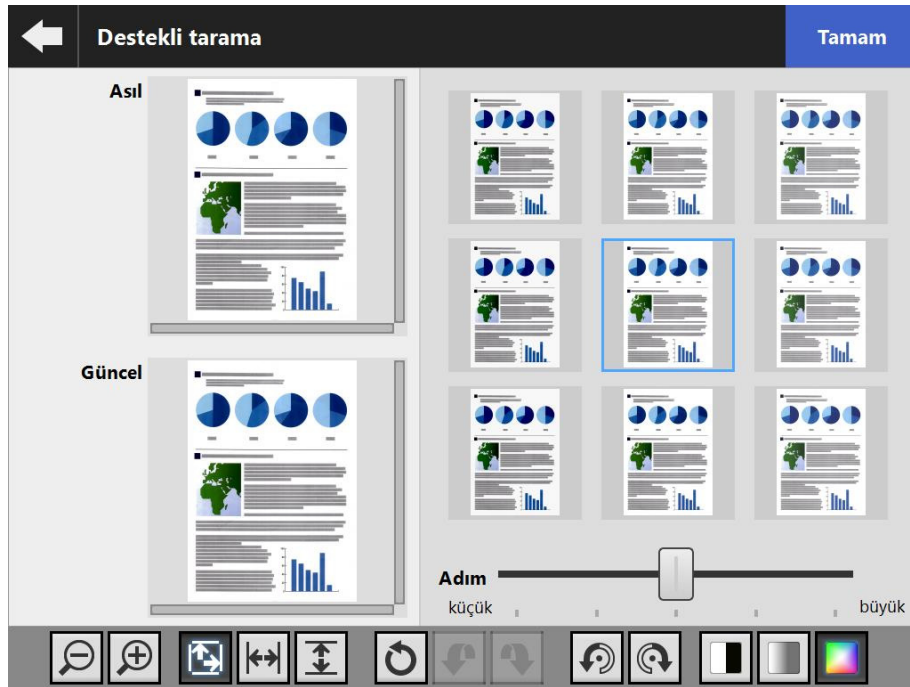 Destekli tarama
Tamam
Asıl
Güncel
Adım
küçük
büyük